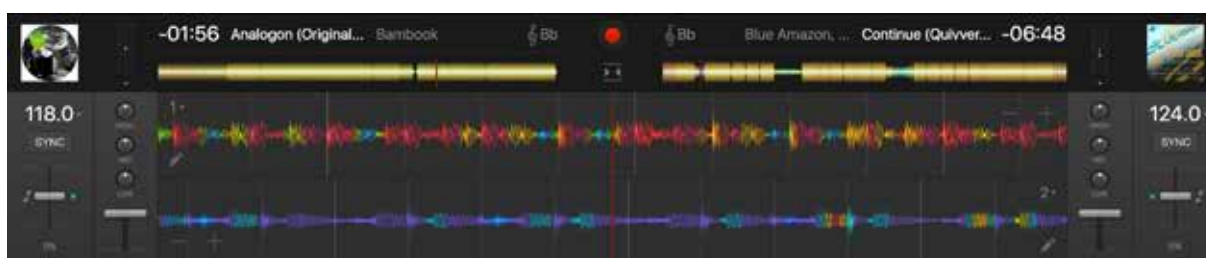 -01:56 Analogon (Original... Bambook Bb Bb Blue Amazon, ... Continue (Quivver... -06:48
118.0 1 124.0
SYNC SYNC
2